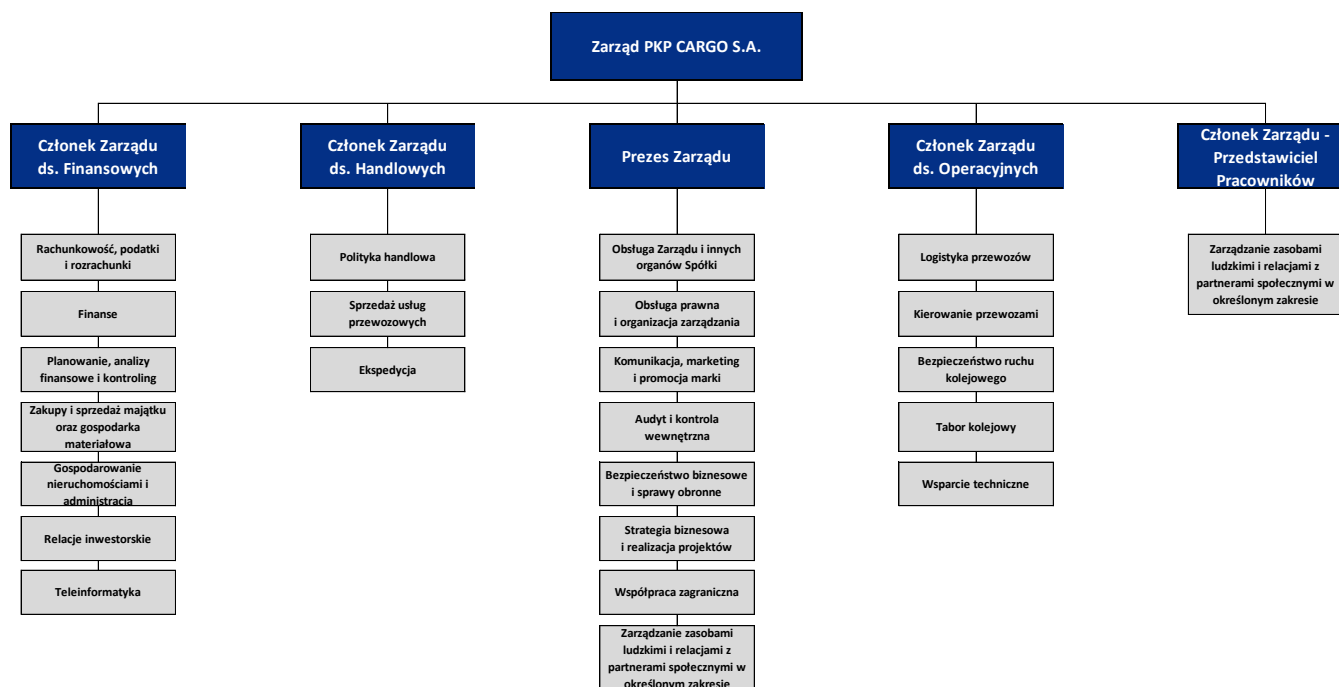 Zarząd PKP CARGO S.A.
Członek Zarządu
ds. Finansowych
Członek Zarządu
ds. Handlowych
Prezes Zarządu
Członek Zarządu
ds. Operacyjnych
Członek Zarządu -
Przedstawiciel
Pracowników
Rachunkowość, podatki
i rozrachunki
Finanse
Planowanie, analizy
finansowe i kontroling
Zakupy i sprzedaż majątku
oraz gospodarka
materiałowa
Gospodarowanie
nieruchomościami i
administracja
Relacje inwestorskie
Teleinformatyka
Polityka handlowa
Sprzedaż usług
przewozowych
Ekspedycja
Obsługa Zarządu i innych
organów Spółki
Obsługa prawna
i organizacja zarządzania
Komunikacja, marketing
i promocja marki
Audyt i kontrola
wewnętrzna
Bezpieczeństwo biznesowe
i sprawy obronne
Strategia biznesowa
i realizacja projektów
Współpraca zagraniczna
Zarządzanie zasobami
ludzkimi i relacjami z
partnerami społecznymi w
określonym zakresie
Logistyka przewozów
Kierowanie przewozami
Bezpieczeństwo ruchu
kolejowego
Tabor kolejowy
Wsparcie techniczne
Zarządzanie zasobami
ludzkimi i relacjami z
partnerami społecznymi w
określonym zakresie